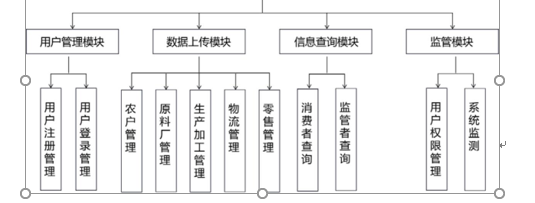 用户管理模块
数据上传模块
信息查询模块
监管模块
用户注册管理
用户登录管理
农户管理
原料厂管理
生产加工管理
物流管理
零售管理
消费者查询
监管者查询
用户权限管理
系统监测